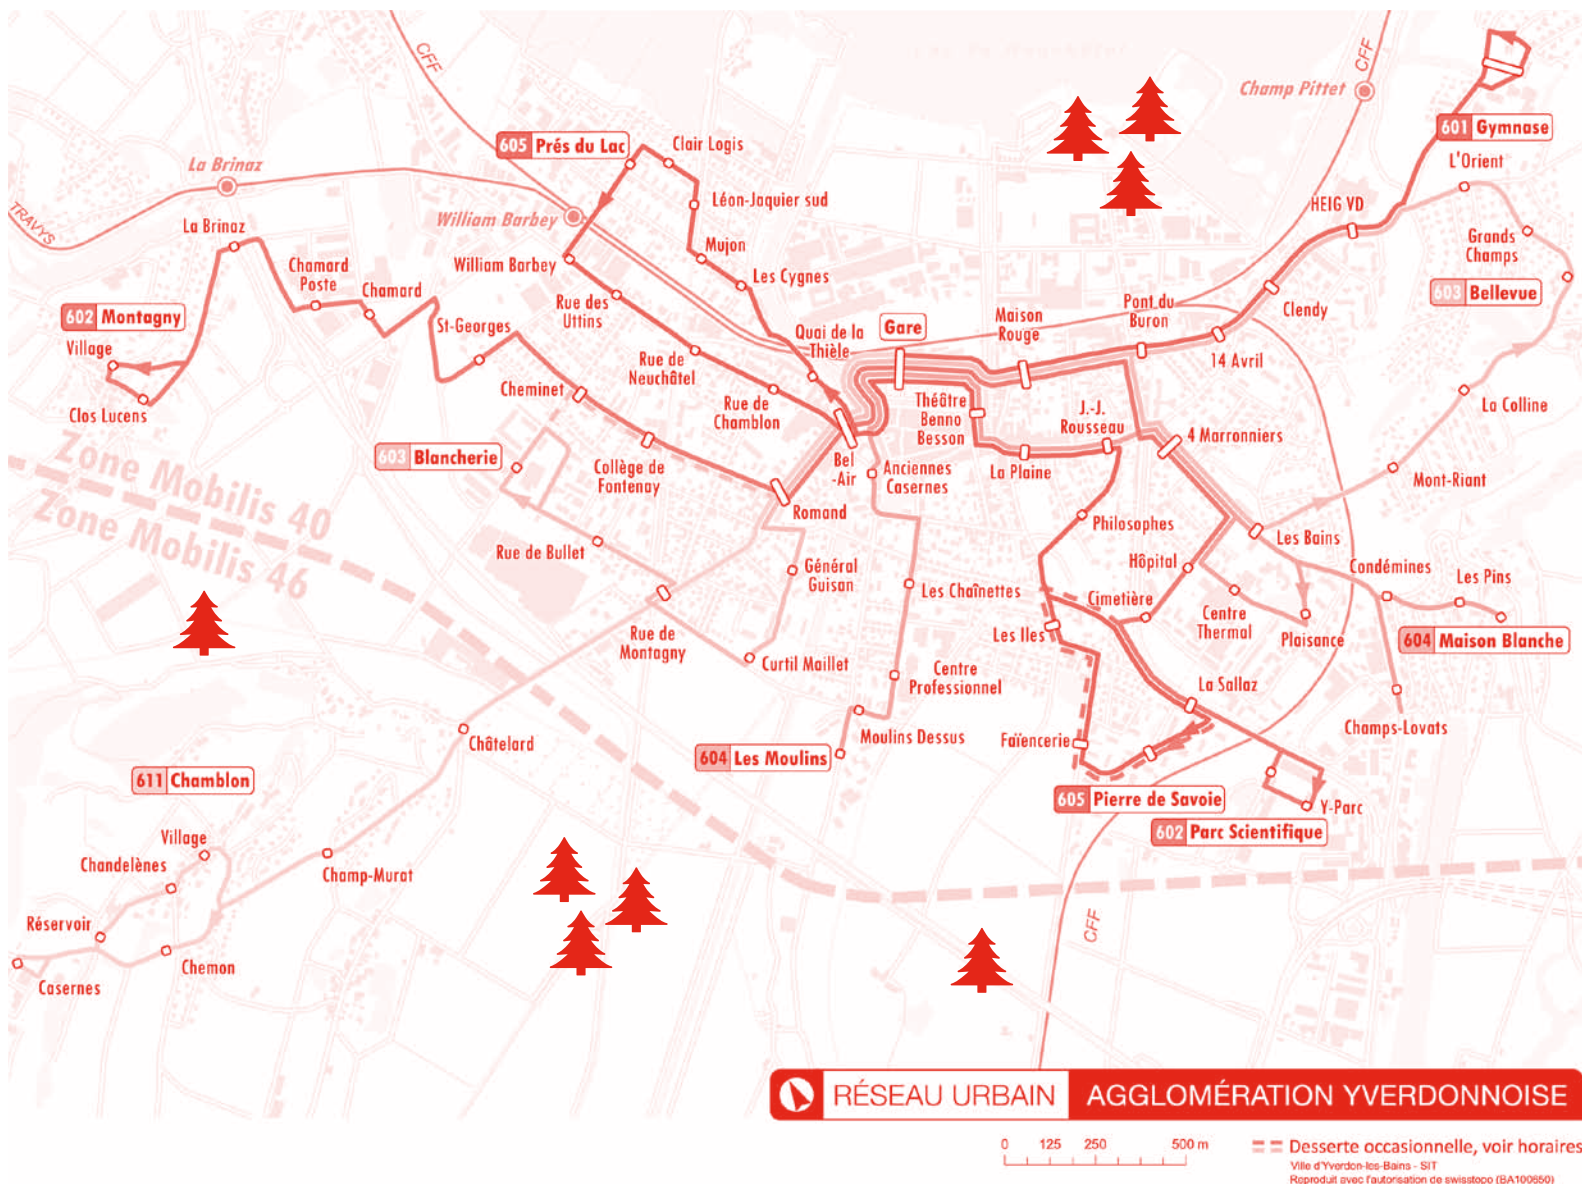 CFF
CFF
Champ Pittet
601 Gymnase
L'Orient
605 Prés du Lac
Clair Logis
La Brinaz
Léon-Jaquier sud
HEIG VD
TRAVYS
William Barbey
La Brinaz
Grands
Champs
Mujon
William Barbey
Les Cygnes
Chamard
Poste
Chamard
603 Bellevue
Rue des
Uttins
Pont du
Buron
Clendy
602 Montagny
St-Georges
Quai de la
Thièle
Gare
Maison
Rouge
Village
Rue de
Neuchâtel
14 Avril
Cheminet
Clos Lucens
Rue de
Chamblon
Théâtre
Benno
Besson
J.-J.
Rousseau
La Colline
4 Marronniers
603 Blancherie
Zone Mobilis 40
Zone Mobilis 46
Collège de
Fontenay
Bel
-Air
Anciennes
Casernes
La Plaine
Mont-Riant
Romand
Philosophes
Les Bains
Rue de Bullet
Général
Guisan
Hôpital
Condémines
Les Pins
Les Chaînettes
Cimetière
Centre
Thermal
Plaisance
Rue de
Montagny
Les Iles
604 Maison Blanche
Curtil Maillet
Centre
Professionnel
La Sallaz
Champs-Lovats
Châtelard
Moulins Dessus
Faïencerie
604 Les Moulins
611 Chamblon
605 Pierre de Savoie
Y-Parc
602 Parc Scientifique
Village
Chandelènes
Champ-Murat
Réservoir
Chemon
CFF
Casernes
RÉSEAU URBAIN AGGLOMÉRATION YVERDONNOISE
0 125 250 500 m
Desserte occasionnelle, voir horaires
Ville d'Yverdon-les-Bains - SIT
Reproduit avec l'autorisation de swisstopo (BA100650)